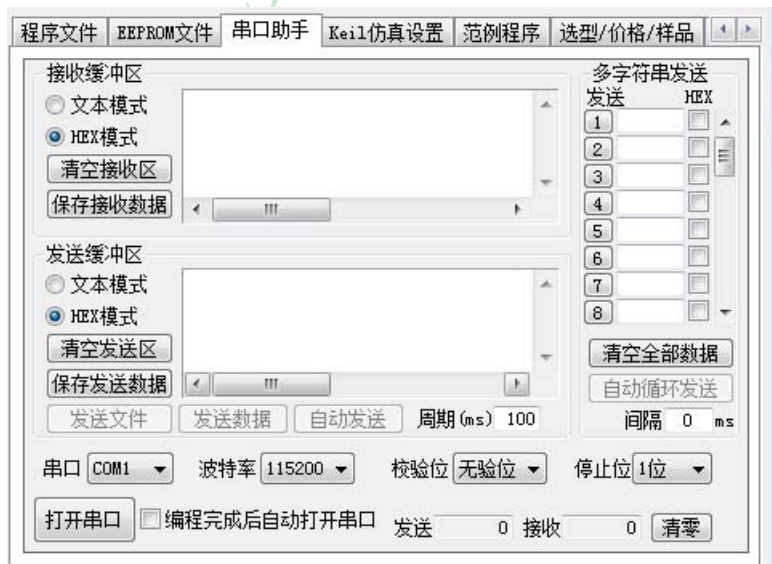 程序文件 EEPROM文件 串口助手 Keil仿真设置 范例程序 选型/价格/样品
接收缓冲区
文本模式
HEX模式
清空接收区
保存接收数据
发送缓冲区
文本模式
HEX模式
清空发送区
保存发送数据
发送文件 发送数据 自动发送 周期(ms) 100
多字符串发送
发送 HEX
1
2
3
4
5
6
7
8
清空全部数据
自动循环发送
间隔 0 ms
串口 COM1 波特率 115200 校验位 无验位 停止位 1位
打开串口 编程完成后自动打开串口 发送 0 接收 0 清零